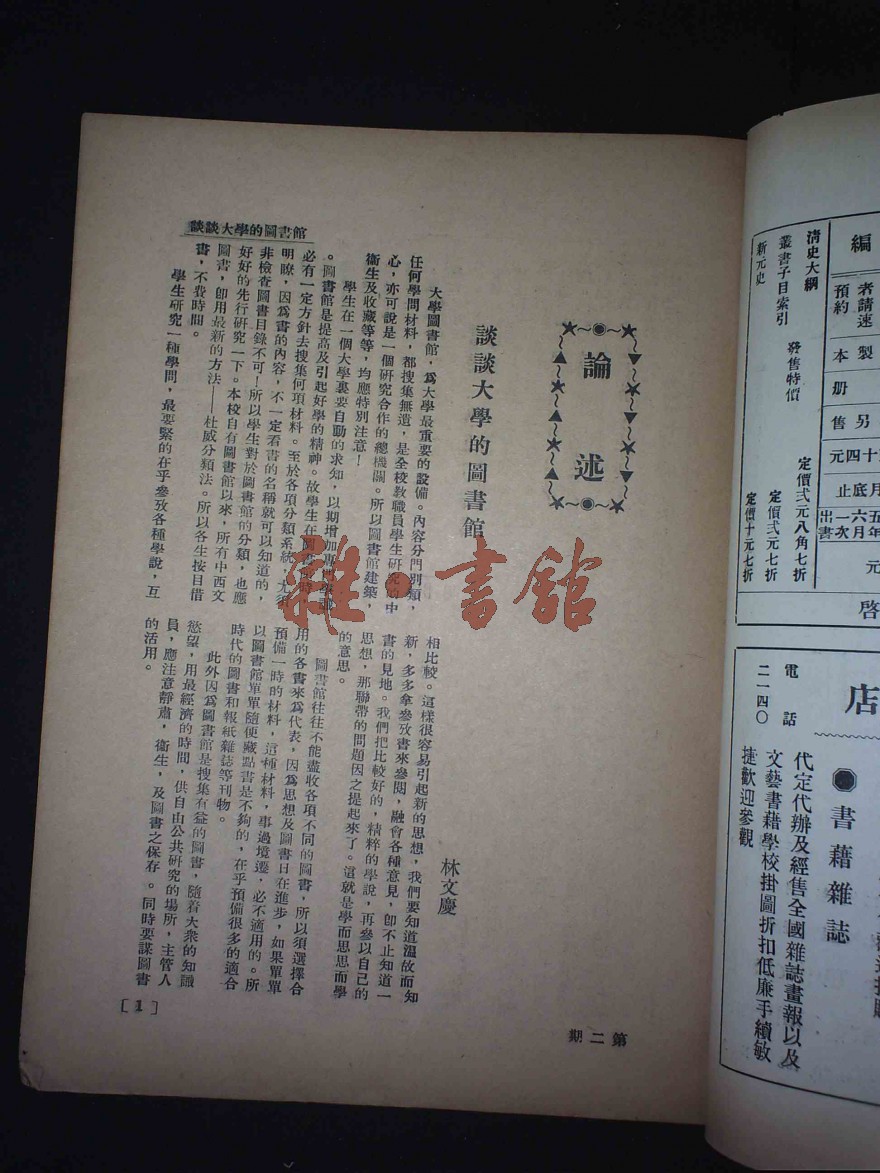 論述
談談大學的圖書館
林文慶
大學圖書館，爲大學最重要的設備。內容分門別類，
任何學問材料，都搜集無遺，是全校教職員學生研究的中
心，亦可說是一個研究合作的總機關。所以圖書館建築，
衞生及收藏等等，均應特別注意！
學生在一個大學裏要自動的求知，以期增加專門學識
。圖書館是提高及引起好學的精神。故學生在圖書館時，
必有一定方針去搜集何項材料。至於各項分類系統，尤須
明瞭，因爲書的內容，不一定看書的名稱就可以知道的，
非檢查圖書目錄不可！所以學生對於圖書館的分類，也應
好好的先行研究一下。本校自有圖書館以來，所有中西文
圖書，卽用最新的方法——杜威分類法。所以各生按目借
書，不費時間。
學生研究一種學問，最要緊的在乎參攷各種學說，互
相比較。這樣很容易引起新的思想，我們要知道溫故而知
新，多多拿參攷書來參閱，融會各種意見，卽不止知道一
書的見地。我們把比較好的，精粹的學說，再參以自己的
思想，那聯帶的問題因之提起來了。這就是學而思思而學
的意思。
圖書館往往不能盡收各項不同的圖書，所以須選擇合
用的各書來爲代表，因爲思想及圖書日在進步，如果單單
預備一時的材料，這種材料，事過境遷，必不適用的。所
以圖書館單單隨便藏點書是不夠的，在乎預備很多的適合
時代的圖書和報紙雜誌等刊物。
此外因爲圖書館是搜集有益的圖書，隨着大衆的知識
慾望，用最經濟的時間，供自由公共研究的場所，主管人
員，應注意靜肅，衞生，及圖書之保存。同時要謀圖書
的活用。
談談大學的圖書館
[1]
第二期
雜·書館
編
者請速
預約
製
本
册
另
售
十四元
月底止
五年
六月
一次
出書
元
清史大綱 發售特價 定價弍元八角七折
叢書子目索引 定價弍元七折
新元史 定價十元七折
啓
店
●書藉雜誌
代定代辦及經售全國雜誌畫報以及
文藝書藉學校掛圖折扣低廉手續敏
捷歡迎參觀
電話
二一四〇